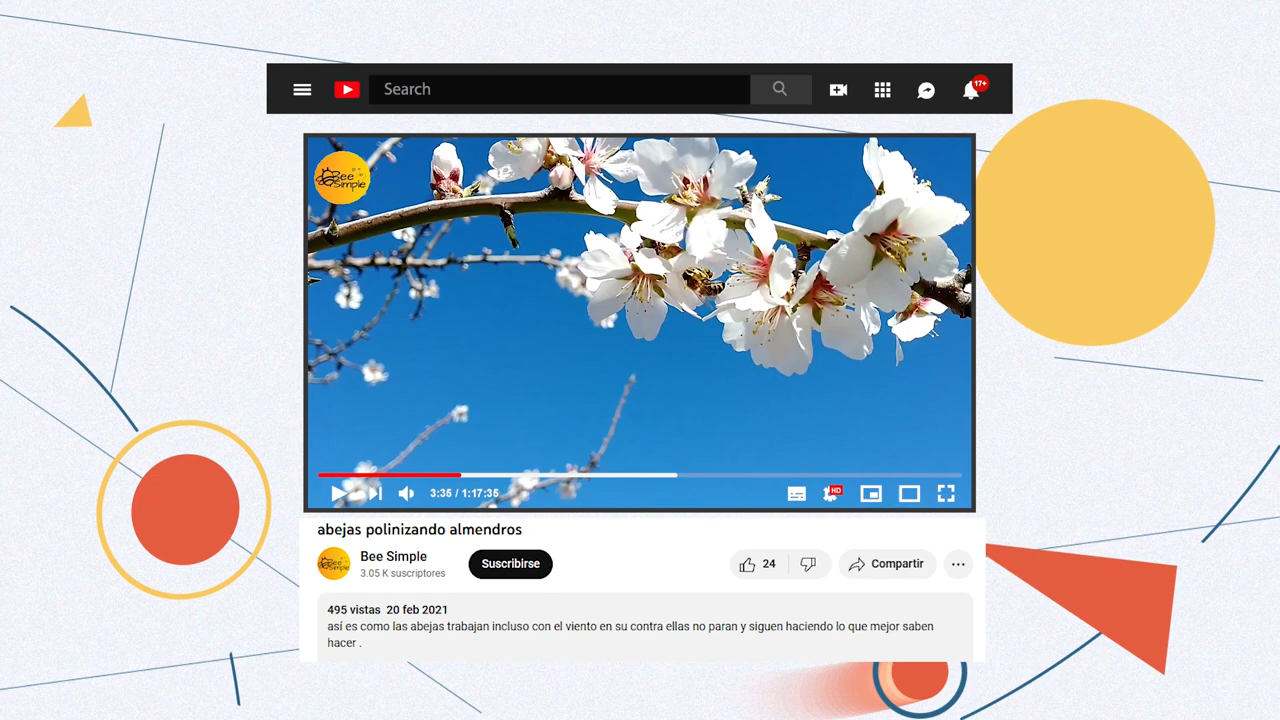 Search
17+
Bee
Simple
HD
3:35 / 1:17:35
abejas polinizando almendros
Bee Simple
Bee
Simple
3.05 K suscriptores
Suscribirse
24
Compartir
495 vistas 20 feb 2021
así es como las abejas trabajan incluso con el viento en su contra ellas no paran y siguen haciendo lo que mejor saben
hacer .